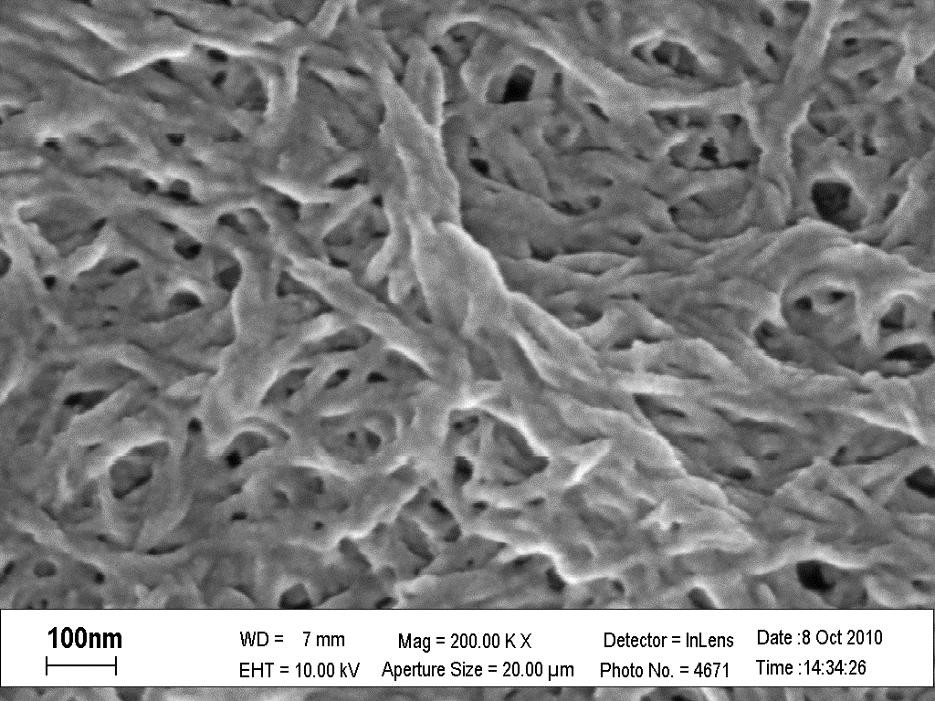 100nm
WD = 7 mm
EHT = 10.00 kV
Mag = 200.00 K X
Aperture Size = 20.00 µm
Detector = InLens
Photo No. = 4671
Date :8 Oct 2010
Time :14:34:26